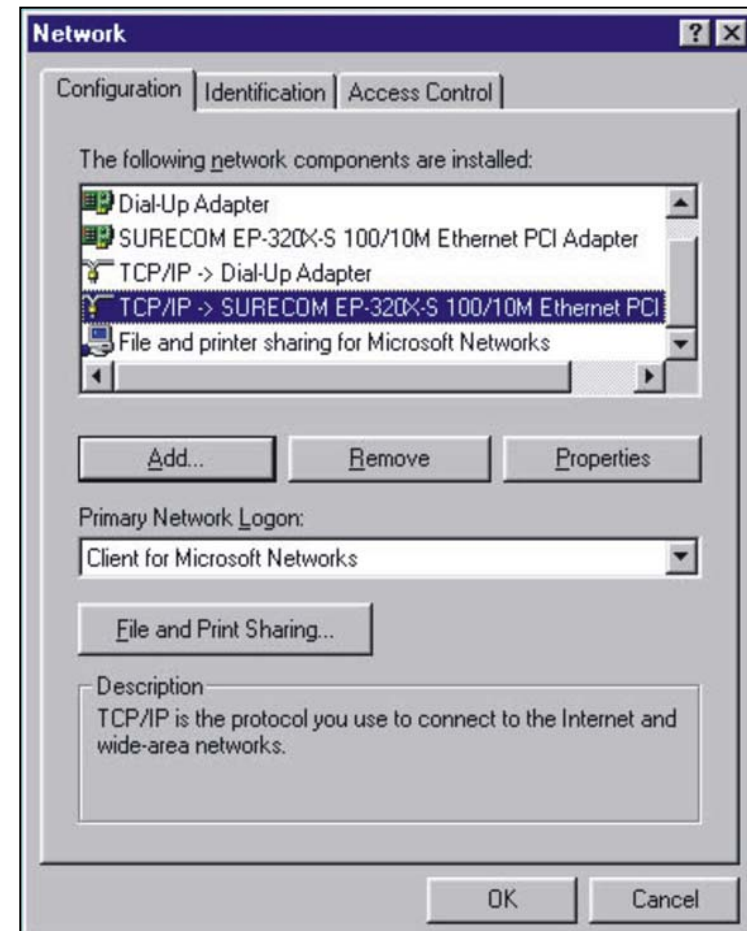 Network
Configuration Identification Access Control
The following network components are installed:
Dial-Up Adapter
SURECOM EP-320X-S 100/10M Ethernet PCI Adapter
TCP/IP -> Dial-Up Adapter
TCP/IP -> SURECOM EP-320X-S 100/10M Ethernet PCI
File and printer sharing for Microsoft Networks
Add... Remove Properties
Primary Network Logon:
Client for Microsoft Networks
File and Print Sharing...
Description
TCP/IP is the protocol you use to connect to the Internet and
wide-area networks.
OK Cancel